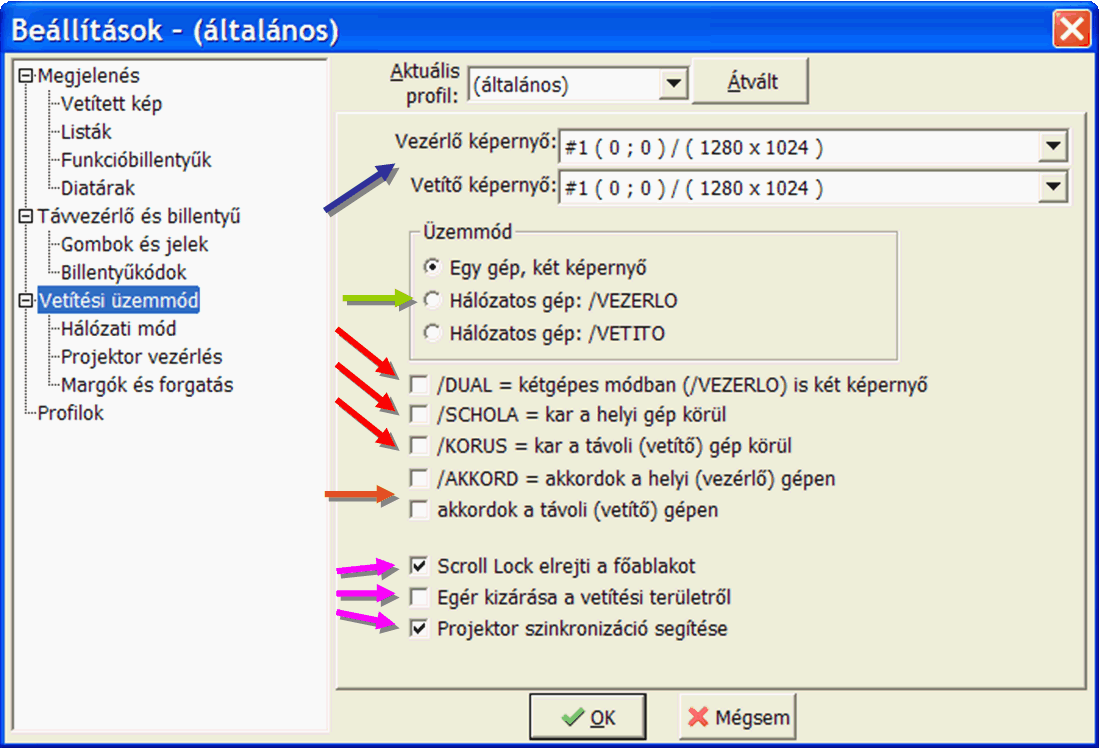 Beállítások - (általános)
Megjelenés
Vetített kép
Listák
Funkcióbillentyűk
Diatárak
Távvezérlő és billentyű
Gombok és jelek
Billentyűkódok
Vetítési üzemmód
Hálózati mód
Projektor vezérlés
Margók és forgatás
Profilok
Aktuális
profil:
(általános)
Átvált
Vezérlő képernyő:
#1 ( 0 ; 0 ) / ( 1280 x 1024 )
Vetítő képernyő:
#1 ( 0 ; 0 ) / ( 1280 x 1024 )
Üzemmód
Egy gép, két képernyő
Hálózatos gép: /VEZERLO
Hálózatos gép: /VETITO
/DUAL = kétgépes módban (/VEZERLO) is két képernyő
/SCHOLA = kar a helyi gép körül
/KORUS = kar a távoli (vetítő) gép körül
/AKKORD = akkordok a helyi (vezérlő) gépen
akkordok a távoli (vetítő) gépen
Scroll Lock elrejti a főablakot
Egér kizárása a vetítési területről
Projektor szinkronizáció segítése
OK
Mégsem